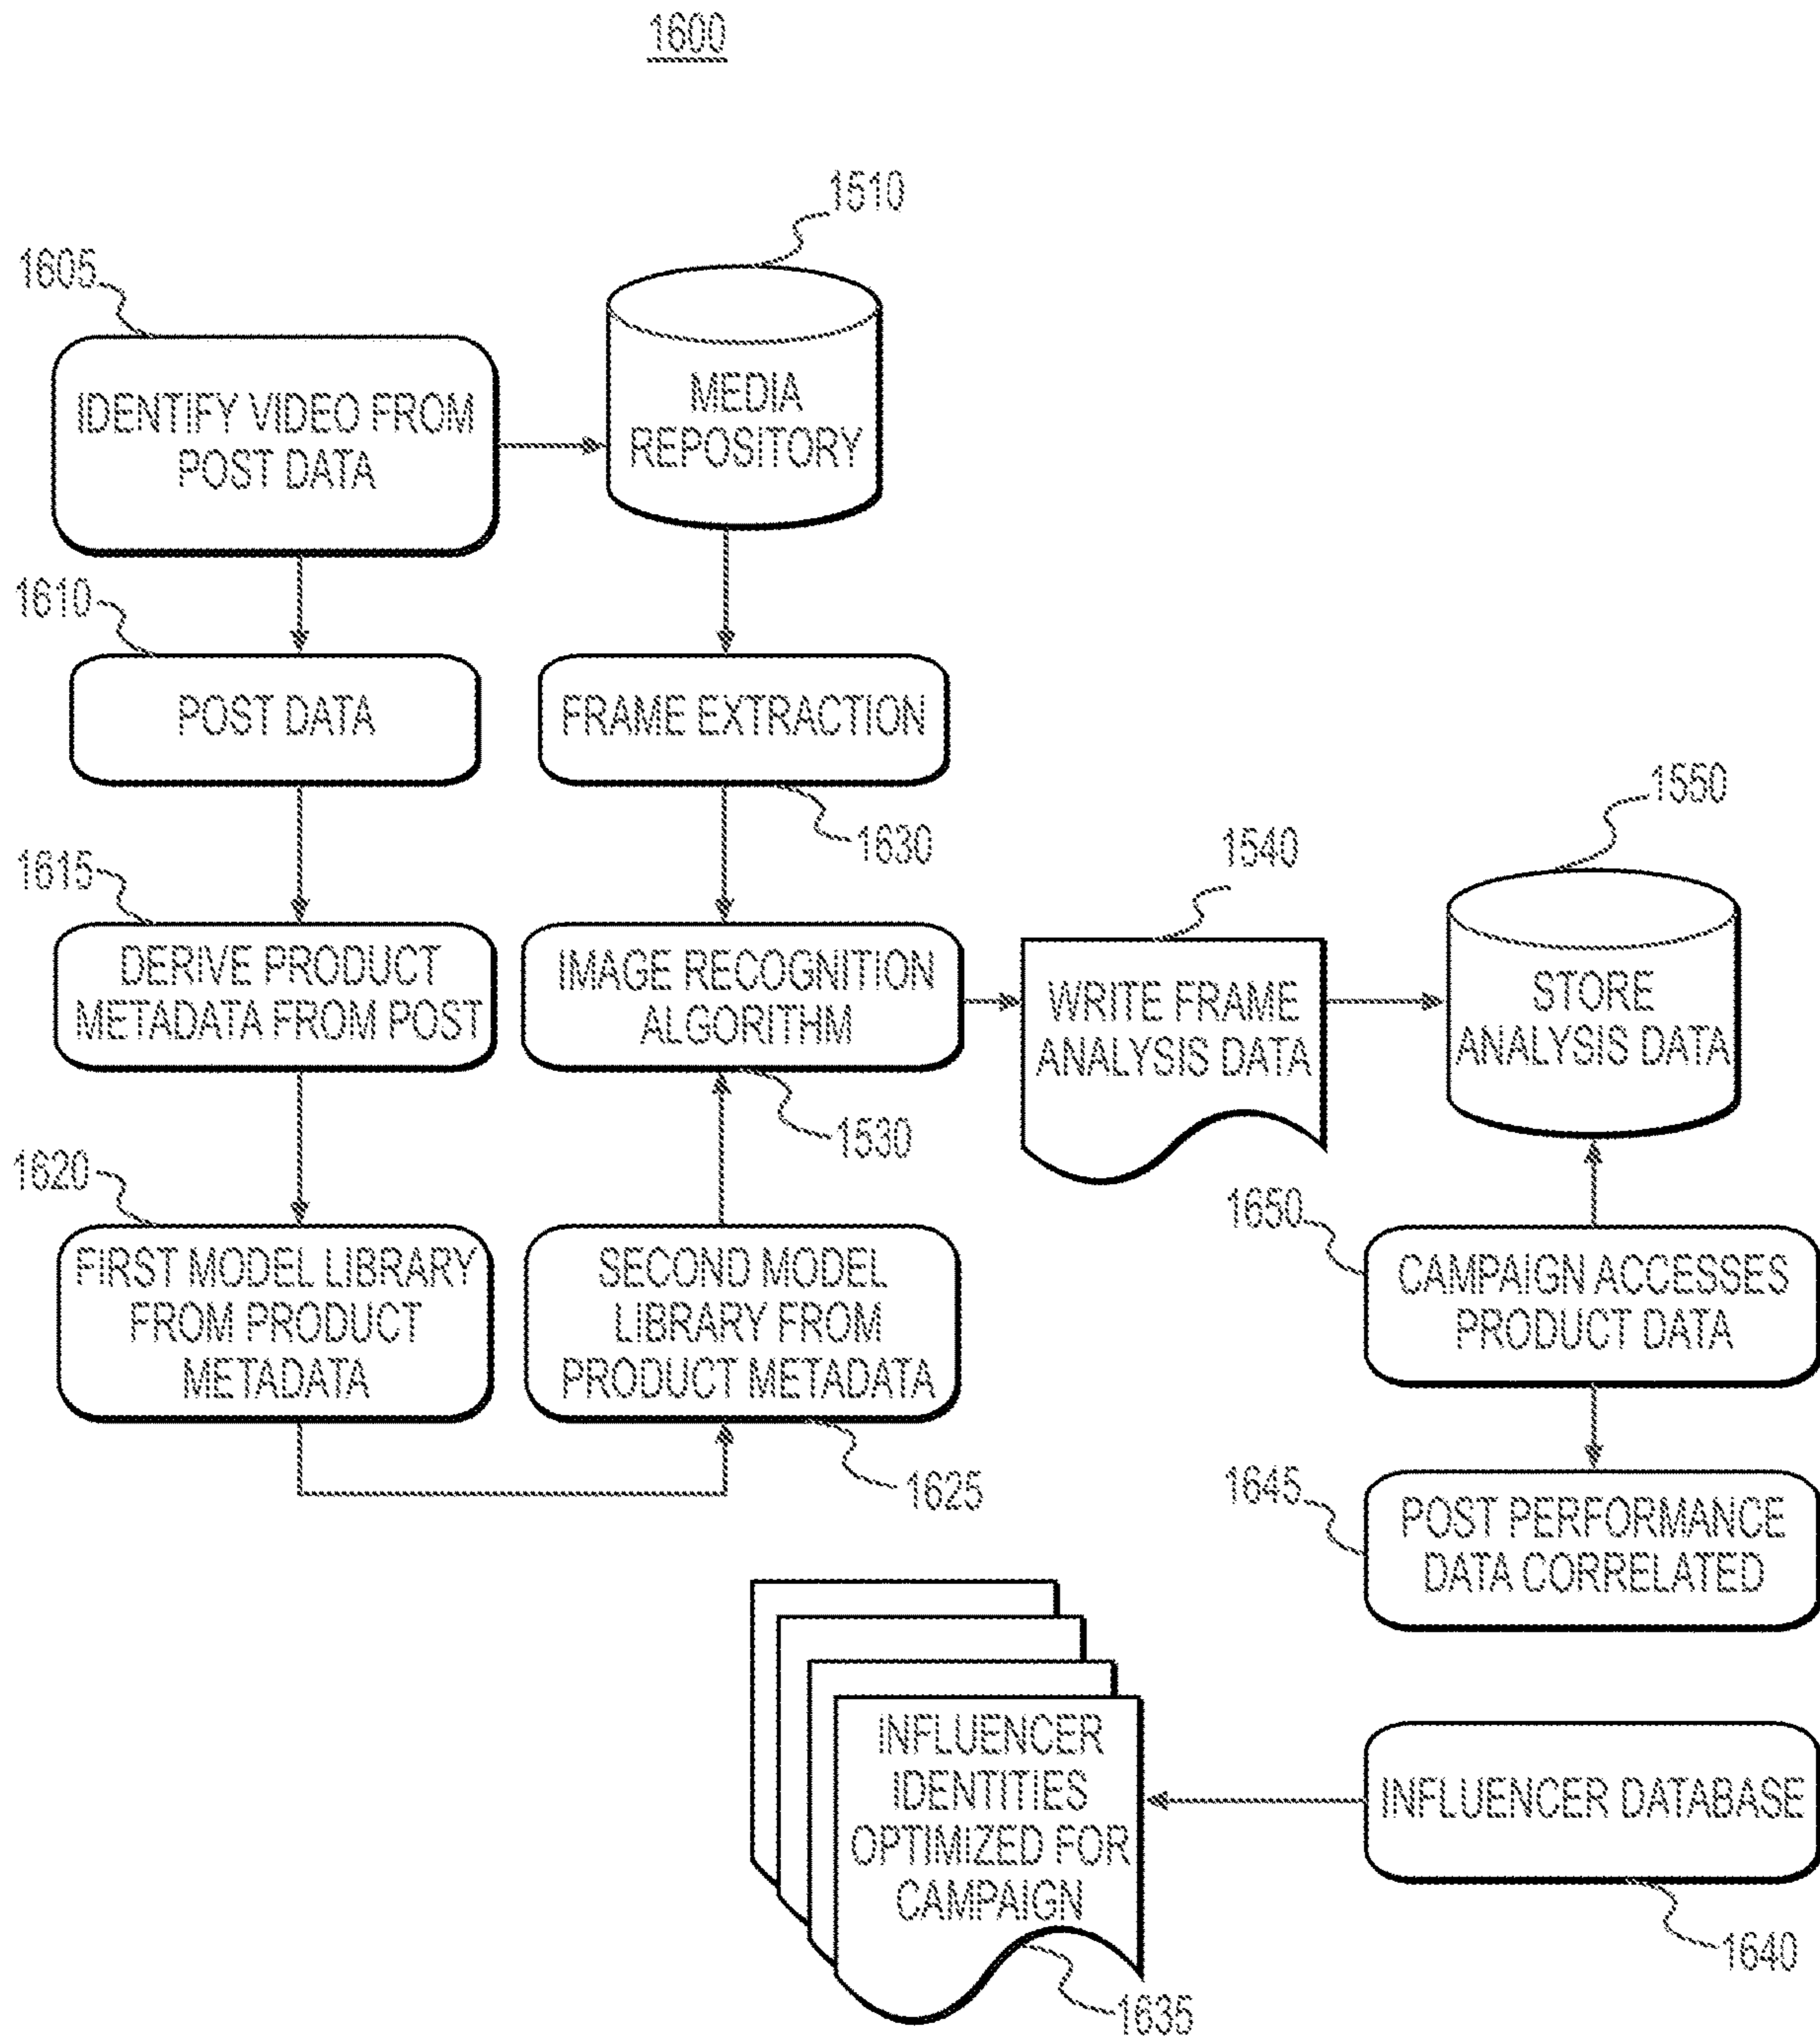 1600
1510
1605
IDENTIFY VIDEO FROM
POST DATA
MEDIA
REPOSITORY
1610
POST DATA
FRAME EXTRACTION
1630
1615
DERIVE PRODUCT
METADATA FROM POST
IMAGE RECOGNITION
ALGORITHM
1530
1540
WRITE FRAME
ANALYSIS DATA
1550
STORE
ANALYSIS DATA
1620
FIRST MODEL LIBRARY
FROM PRODUCT
METADATA
SECOND MODEL
LIBRARY FROM
PRODUCT METADATA
1625
1650
CAMPAIGN ACCESSES
PRODUCT DATA
1645
POST PERFORMANCE
DATA CORRELATED
INFLUENCER
IDENTITIES
OPTIMIZED FOR
CAMPAIGN
1635
INFLUENCER DATABASE
1640